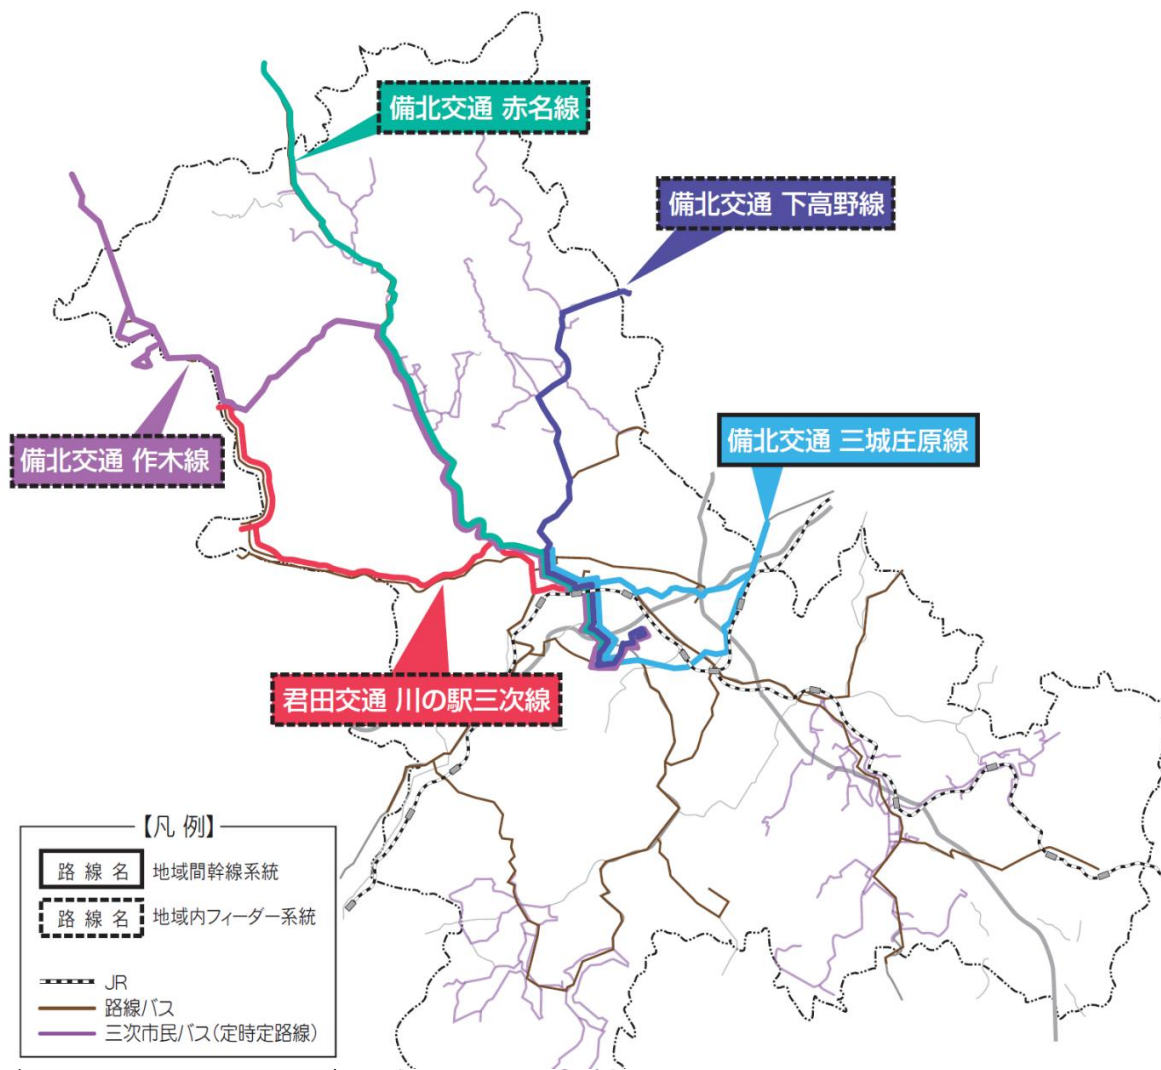 備北交通 赤名線
備北交通 下高野線
備北交通 三城庄原線
備北交通 作木線
君田交通 川の駅三次線
【凡 例】
路 線 名 地域間幹線系統
路 線 名 地域内フィーダー系統
JR
路線バス
三次市民バス(定時定路線)